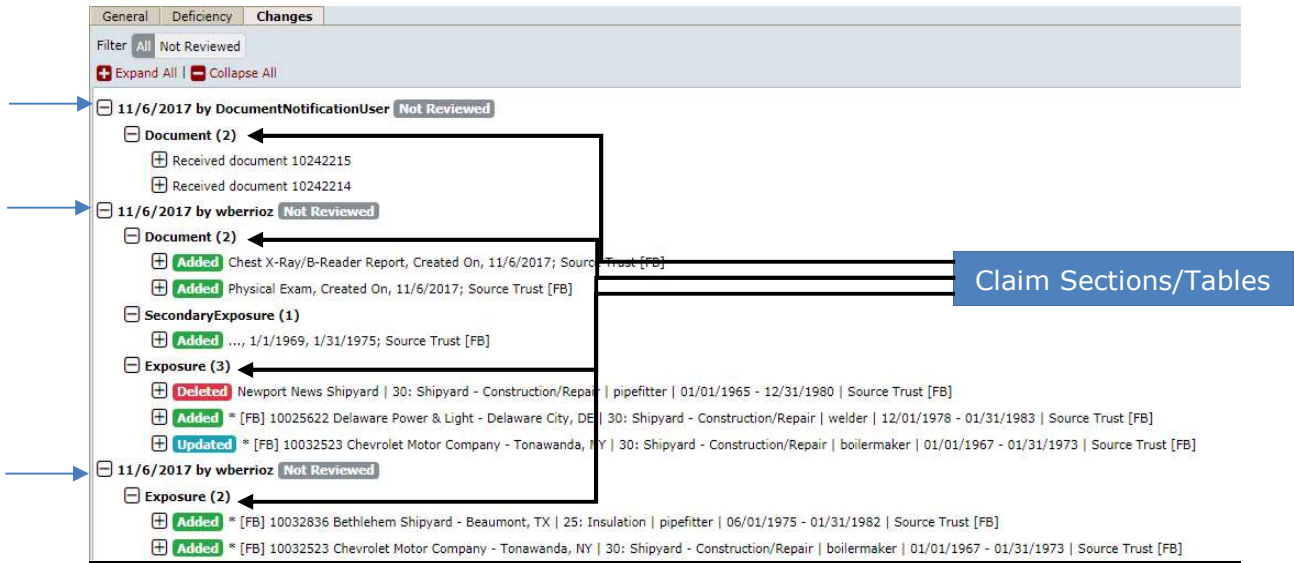 General Deficiency Changes
Filter All Not Reviewed
Expand All | Collapse All
11/6/2017 by DocumentNotificationUser Not Reviewed
Document (2)
Received document 10242215
Received document 10242214
11/6/2017 by wberrioz Not Reviewed
Document (2)
Added Chest X-Ray/B-Reader Report, Created On, 11/6/2017; Source Trust [FB]
Claim Sections/Tables
Added Physical Exam, Created On, 11/6/2017; Source Trust [FB]
SecondaryExposure (1)
Added ..., 1/1/1969, 1/31/1975; Source Trust [FB]
Exposure (3)
Deleted Newport News Shipyard | 30: Shipyard - Construction/Repair | pipefitter | 01/01/1965 - 12/31/1980 | Source Trust [FB]
Added * [FB] 10025622 Delaware Power & Light - Delaware City, DE | 30: Shipyard - Construction/Repair | welder | 12/01/1978 - 01/31/1983 | Source Trust [FB]
Updated * [FB] 10032523 Chevrolet Motor Company - Tonawanda, NY | 30: Shipyard - Construction/Repair | boilermaker | 01/01/1967 - 01/31/1973 | Source Trust [FB]
11/6/2017 by wberrioz Not Reviewed
Exposure (2)
Added * [FB] 10032836 Bethlehem Shipyard - Beaumont, TX | 25: Insulation | pipefitter | 06/01/1975 - 01/31/1982 | Source Trust [FB]
Added * [FB] 10032523 Chevrolet Motor Company - Tonawanda, NY | 30: Shipyard - Construction/Repair | boilermaker | 01/01/1967 - 01/31/1973 | Source Trust [FB]